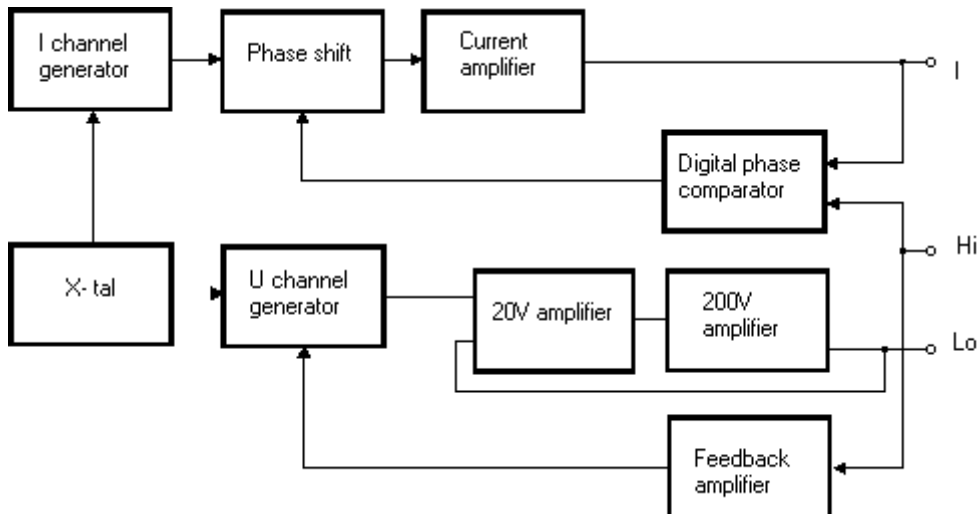 I channel
generator
Phase shift
Current
amplifier
I
Digital phase
comparator
X- tal
U channel
generator
20V amplifier
200V
amplifier
Hi
Lo
Feedback
amplifier